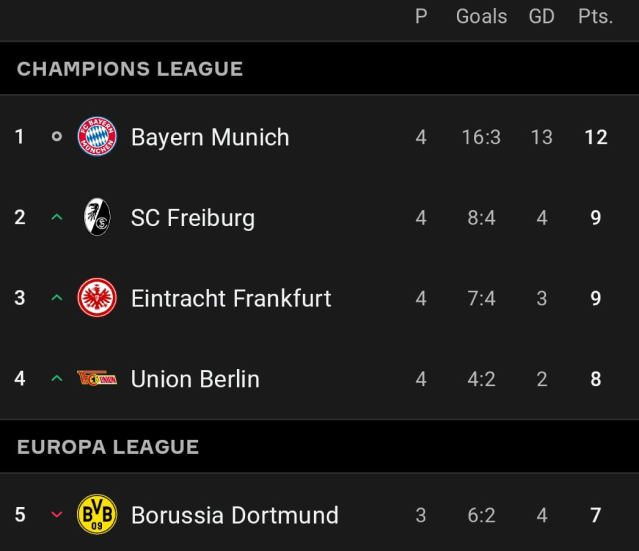 P Goals GD Pts.
CHAMPIONS LEAGUE
1 Bayern Munich 4 16:3 13 12
2 SC Freiburg 4 8:4 4 9
3 Eintracht Frankfurt 4 7:4 3 9
4 Union Berlin 4 4:2 2 8
EUROPA LEAGUE
5 BVB 09 Borussia Dortmund 3 6:2 4 7